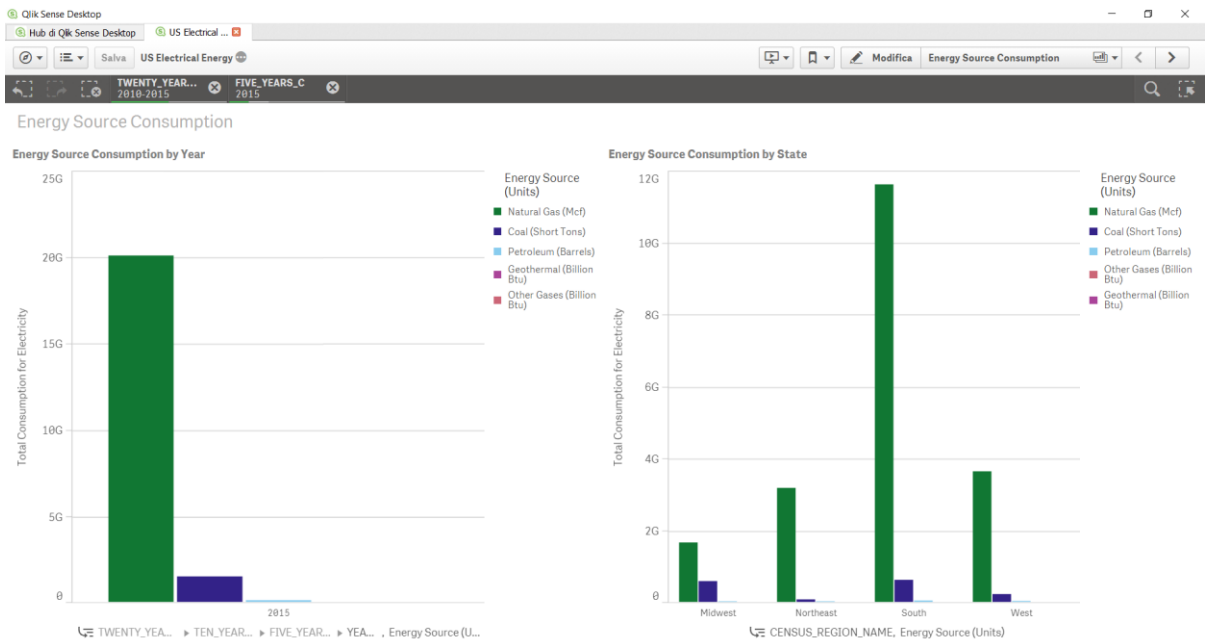 Qlik Sense Desktop
Hub di Qlik Sense Desktop
US Electrical ...
Salva
US Electrical Energy
Modifica
Energy Source Consumption
TWENTY_YEAR...
2010-2015
FIVE_YEARS_C
2015
Energy Source Consumption
Energy Source Consumption by Year
Total Consumption for Electricity
25G
20G
15G
10G
5G
0
2015
TWENTY_YEA... ▸ TEN_YEAR... ▸ FIVE_YEAR... ▸ YEA... , Energy Source (U...
Energy Source
(Units)
Natural Gas (Mcf)
Coal (Short Tons)
Petroleum (Barrels)
Geothermal (Billion
Btu)
Other Gases (Billion
Btu)
Energy Source Consumption by State
Total Consumption for Electricity
12G
10G
8G
6G
4G
2G
0
Midwest
Northeast
South
West
CENSUS_REGION_NAME, Energy Source (Units)
Energy Source
(Units)
Natural Gas (Mcf)
Coal (Short Tons)
Petroleum (Barrels)
Other Gases (Billion
Btu)
Geothermal (Billion
Btu)